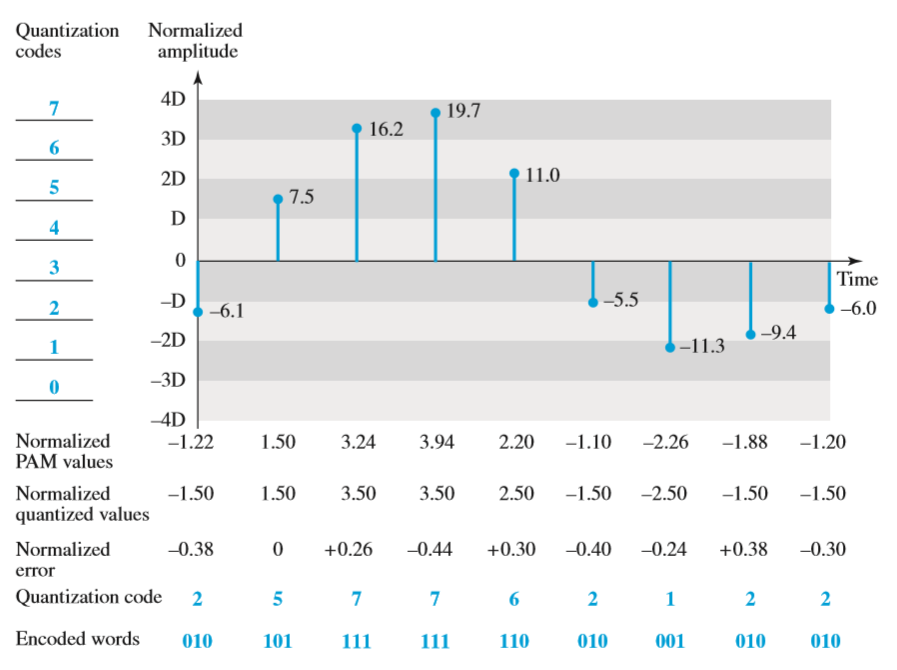 Quantization codes
Normalized amplitude
7
6
5
4
3
2
1
0
4D
3D
2D
D
0
–D
–2D
–3D
–4D
–6.1
7.5
16.2
19.7
11.0
–5.5
–11.3
–9.4
–6.0
Time
Normalized PAM values –1.22 1.50 3.24 3.94 2.20 –1.10 –2.26 –1.88 –1.20
Normalized quantized values –1.50 1.50 3.50 3.50 2.50 –1.50 –2.50 –1.50 –1.50
Normalized error –0.38 0 +0.26 –0.44 +0.30 –0.40 –0.24 +0.38 –0.30
Quantization code 2 5 7 7 6 2 1 2 2
Encoded words 010 101 111 111 110 010 001 010 010